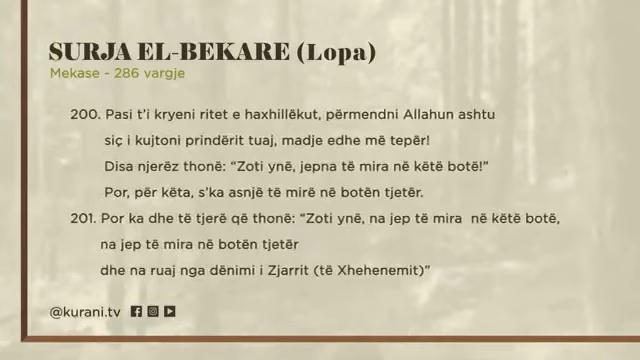 SURJA EL-BEKARE (Lopa)
Mekase - 286 vargje
200. Pasi t'i kryeni ritet e haxhillëkut, përmendni Allahun ashtu
siç i kujtoni prindërit tuaj, madje edhe më tepër!
Disa njerëz thonë: “Zoti ynë, jepna të mira në këtë botë!”
Por, për këta, s'ka asnjë të mirë në botën tjetër.
201. Por ka dhe të tjerë që thonë: “Zoti ynë, na jep të mira në këtë botë,
na jep të mira në botën tjetër
dhe na ruaj nga dënimi i Zjarrit (të Xhehenemit)”
@kurani.tv